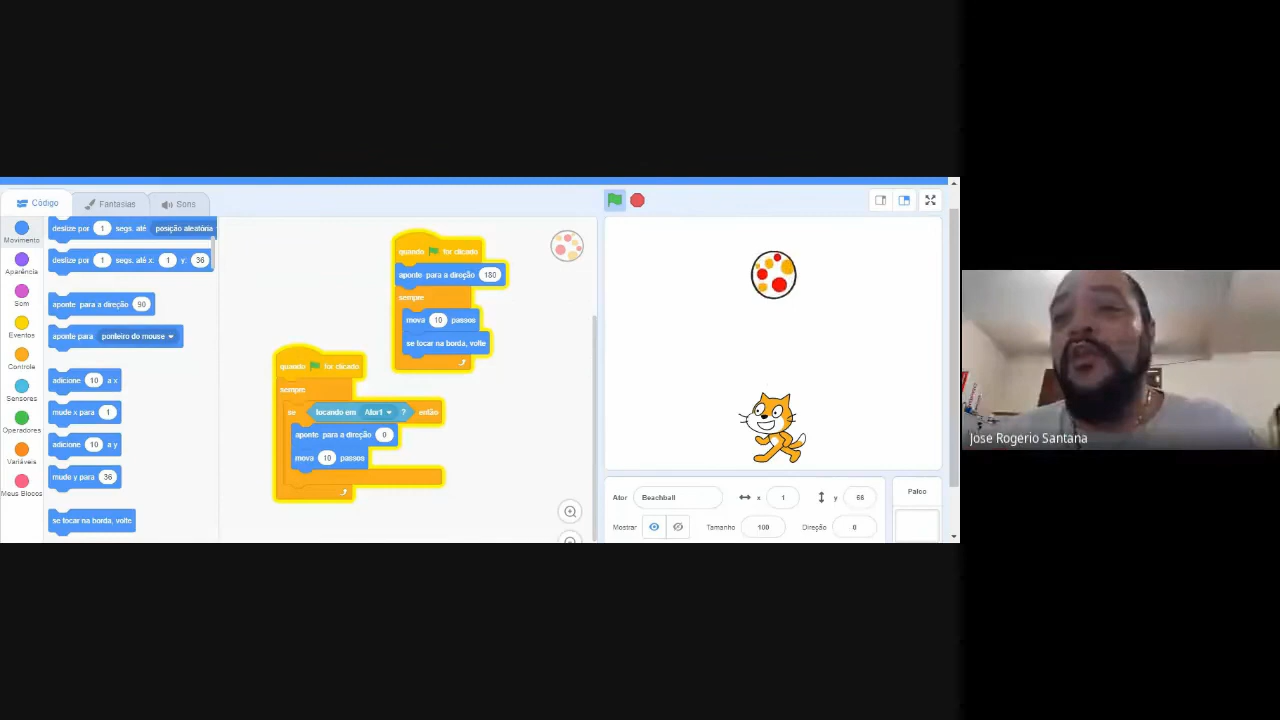 Código
Fantasias
Sons
Movimento
Aparência
Som
Eventos
Controle
Sensores
Operadores
Variáveis
Meus Blocos
deslize por 1 segs. até posição aleatória
deslize por 1 segs. até x: 1 y: 36
aponte para a direção 90
aponte para ponteiro do mouse
adicione 10 a x
mude x para 1
adicione 10 a y
mude y para 36
se tocar na borda, volte
quando for clicado
aponte para a direção 180
sempre
mova 10 passos
se tocar na borda, volte
quando for clicado
sempre
se tocando em Ator1 ? então
aponte para a direção 0
mova 10 passos
Ator Beachball x 1 y 66
Mostrar Tamanho 100 Direção 0
Palco
Jose Rogerio Santana